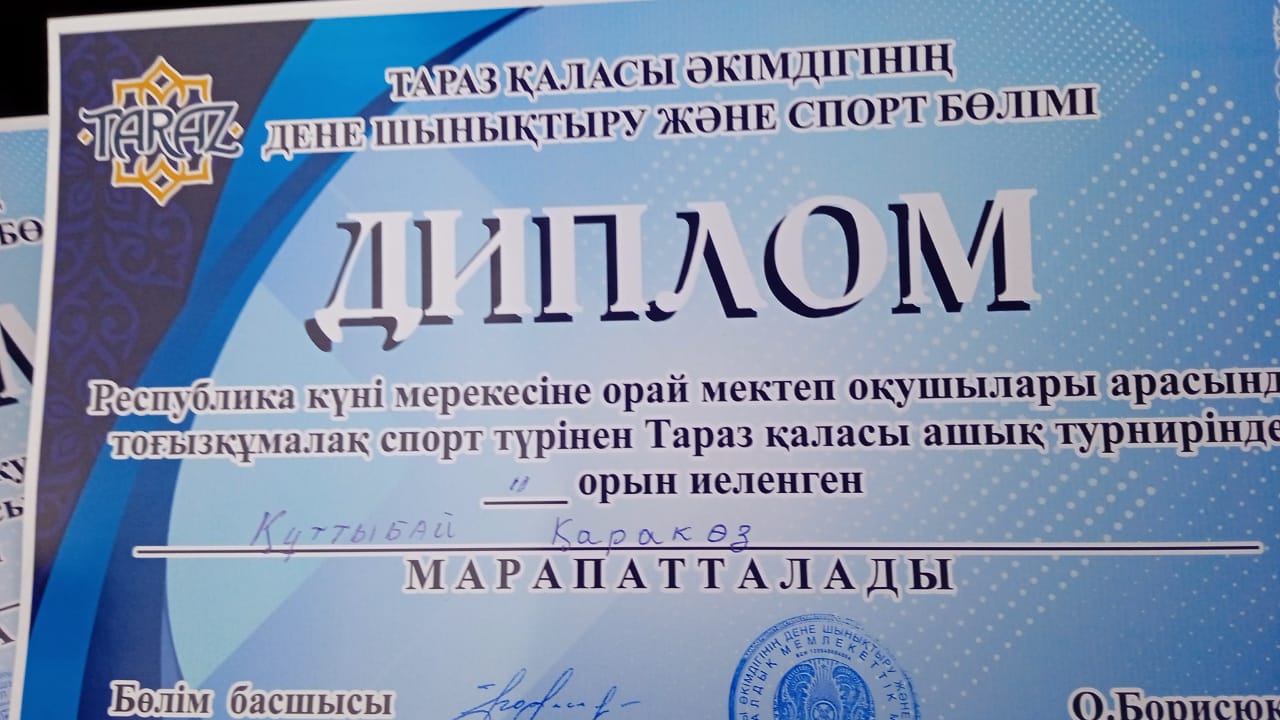 TARAZ
ТАРАЗ ҚАЛАСЫ ӘКІМДІГІНІҢ
ДЕНЕ ШЫНЫҚТЫРУ ЖӘНЕ СПОРТ БӨЛІМІ
ДИПЛОМ
Республика күні мерекесіне орай мектеп оқушылары арасынд
тоғызқұмалақ спорт түрінен Тараз қаласы ашық турнирінде
орын иеленген
Құттыбай Қаракөз
МАРАПАТТАЛАДЫ
Бөлім басшысы
О.Борисюк